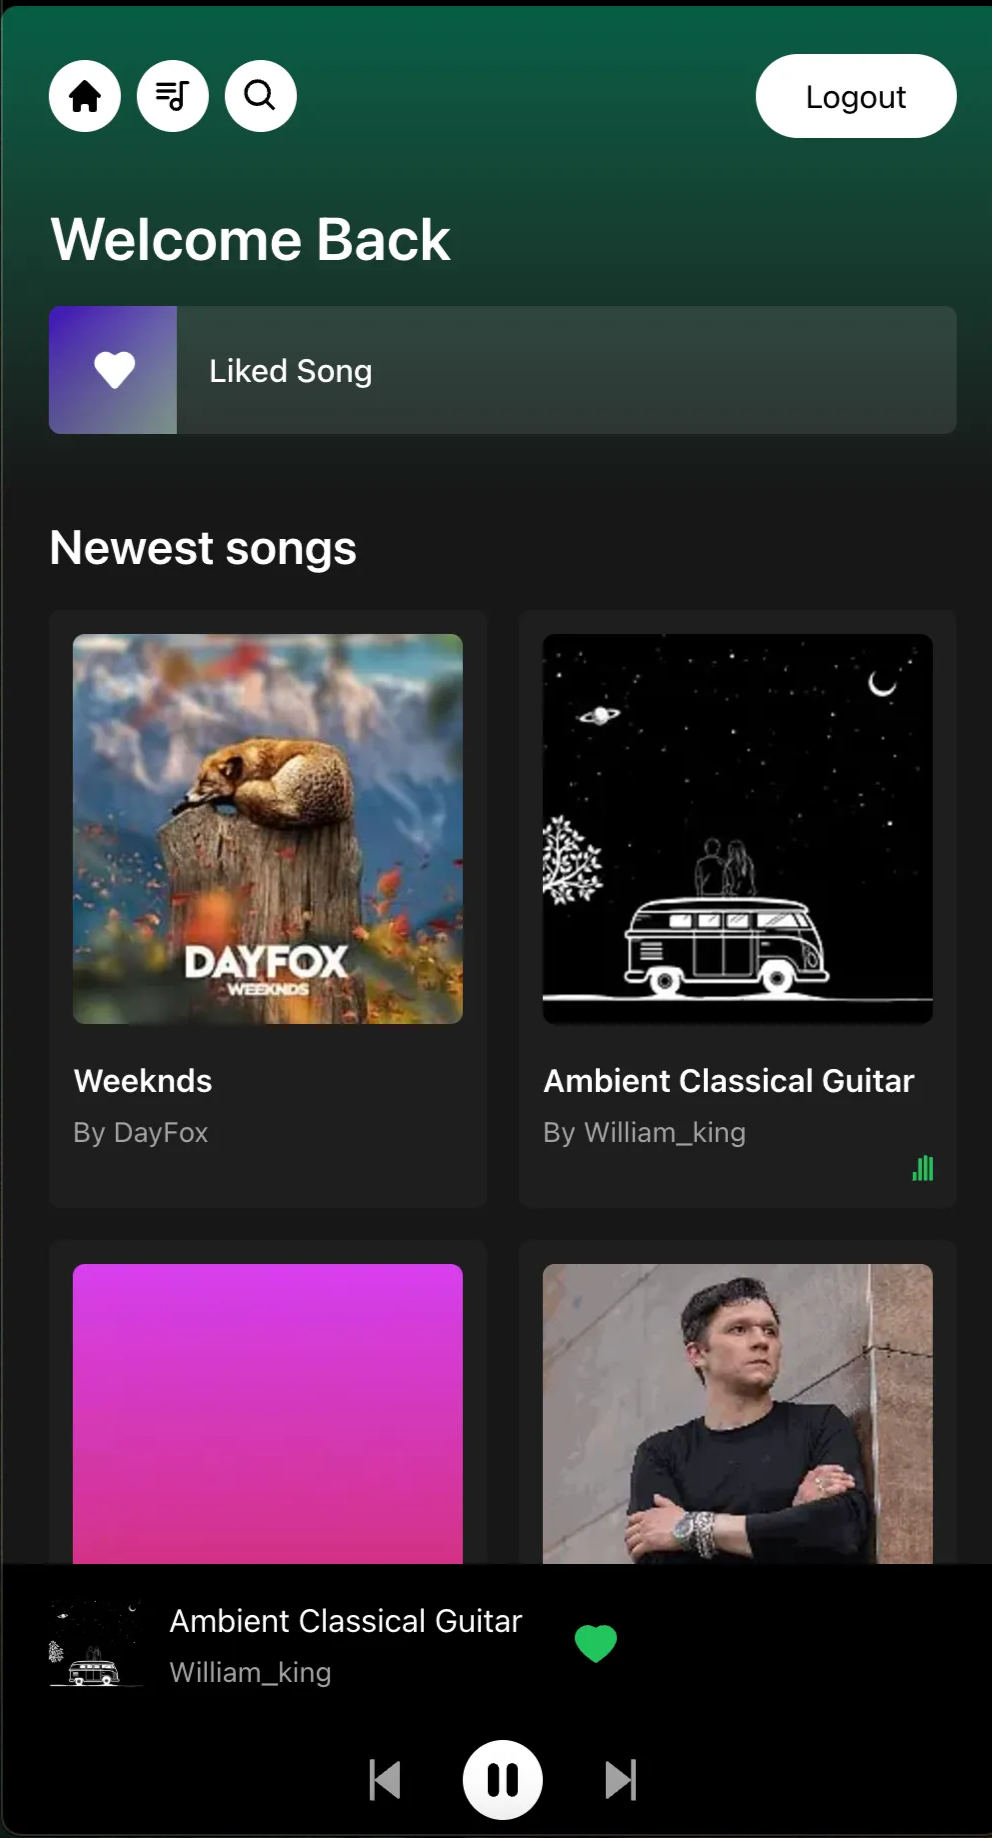 Logout
Welcome Back
Liked Song
Newest songs
DAYFOX
WEEKNDS
Weeknds
By DayFox
Ambient Classical Guitar
By William_king
Ambient Classical Guitar
William_king